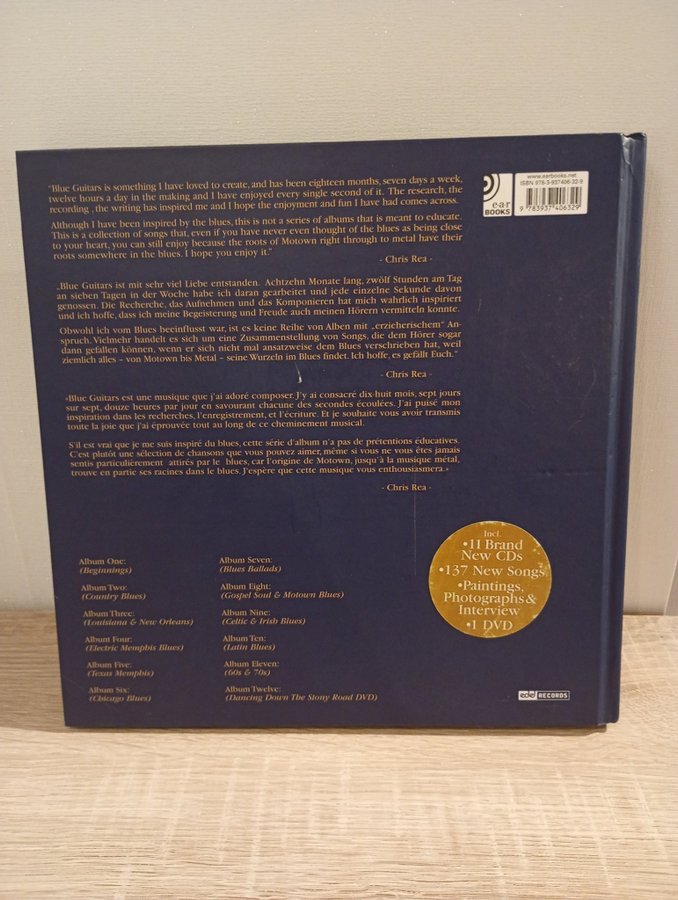 "Blue Guitars is something I have loved to create, and has been eighteen months, seven days a week,
twelve hours a day in the making and I have enjoyed every single second of it. The research, the
recording , the writing has inspired me and I hope the enjoyment and fun I have had comes across.
Although I have been inspired by the blues, this is not a series of albums that is meant to educate.
This is a collection of songs that, even if you have never even thought of the blues as being close
to your heart, you can still enjoy because the roots of Motown right through to metal have their
roots somewhere in the blues. I hope you enjoy it."
- Chris Rea -
„Blue Guitars ist mit sehr viel Liebe entstanden. Achtzehn Monate lang, zwölf Stunden am Tag
an sieben Tagen in der Woche habe ich daran gearbeitet und jede einzelne Sekunde davon
genossen. Die Recherche, das Aufnehmen und das Komponieren hat mich wahrlich inspiriert
und ich hoffe, dass ich meine Begeisterung und Freude auch meinen Hörern vermitteln konnte.
Obwohl ich vom Blues beeinflusst war, ist es keine Reihe von Alben mit „erzicherischem" An-
spruch. Vielmehr handelt es sich um eine Zusammenstellung von Songs, die dem Hörer sogar
dann gefallen können, wenn er sich nicht mal ansatzweise dem Blues verschrieben hat, weil
ziemlich alles - von Motown bis Metal - seine Wurzeln im Blues findet. Ich hoffe, es gefällt Euch."
- Chris Rea -
«Blue Guitars est une musique que j'ai adoré composer. J'y ai consacré dix-huit mois, sept jours
sur sept, douze heures par jour en savourant chacune des secondes écoulées. J'ai puisé mon
inspiration dans les recherches, l'enregistrement, et l'écriture. Et je souhaite vous avoir transmis
toute la joie que j'ai éprouvée tout au long de ce cheminement musical.
S'il est vrai que je me suis inspiré du blues, cette série d'album n'a pas de prétentions éducatives.
C'est plutôt une sélection de chansons que vous pouvez aimer, même si vous ne vous êtes jamais
sentis particulièrement attirés par le blues, car l'origine de Motown, jusqu'à la musique métal,
trouve en partie ses racines dans le blues. J'espère que cette musique vous enthousiasmera.»
- Chris Rea -
Album One:
(Beginnings)
Album Two:
(Country Blues)
Album Three:
(Louisiana & New Orleans)
Album Four:
(Electric Memphis Blues)
Album Five:
(Texas Memphis)
Album Six:
(Chicago Blues)
Album Seven:
(Blues Ballads)
Album Eight:
(Gospel Soul & Motown Blues)
Album Nine:
(Celtic & Irish Blues)
Album Ten:
(Latin Blues)
Album Eleven:
(60s & 70s)
Album Twelve:
(Dancing Down The Stony Road DVD)
Incl.
•11 Brand
New CDs
•137 New Songs
•Paintings,
Photographs &
Interview
•1 DVD
ear
BOOKS
www.earbooks.net
ISBN 978-3-937406-32-9
9 783937 406329
edel RECORDS